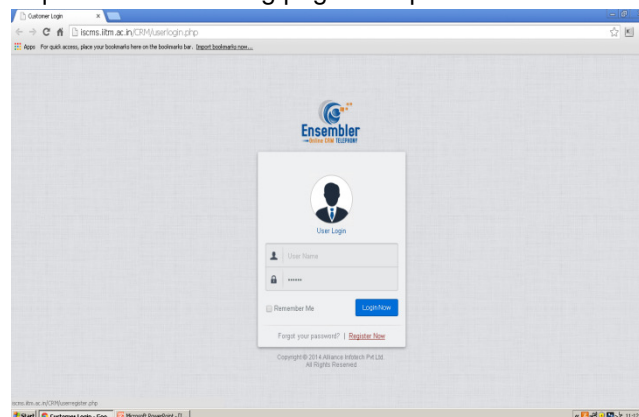 Customer Login
iscms.iitm.ac.in/CRM/userlogin.php
Apps For quick access, place your bookmarks here on the bookmarks bar. Import bookmarks now...
Ensembler
Online CRM TELEPHONY
User Login
User Name
••••••
Remember Me
Login Now
Forgot your password? | Register Now
Copyright © 2014 Alliance Infotech Pvt Ltd.
All Rights Reserved
iscms.iitm.ac.in/CRM/userregister.php
Start Customer Login - Goo... Microsoft PowerPoint - [